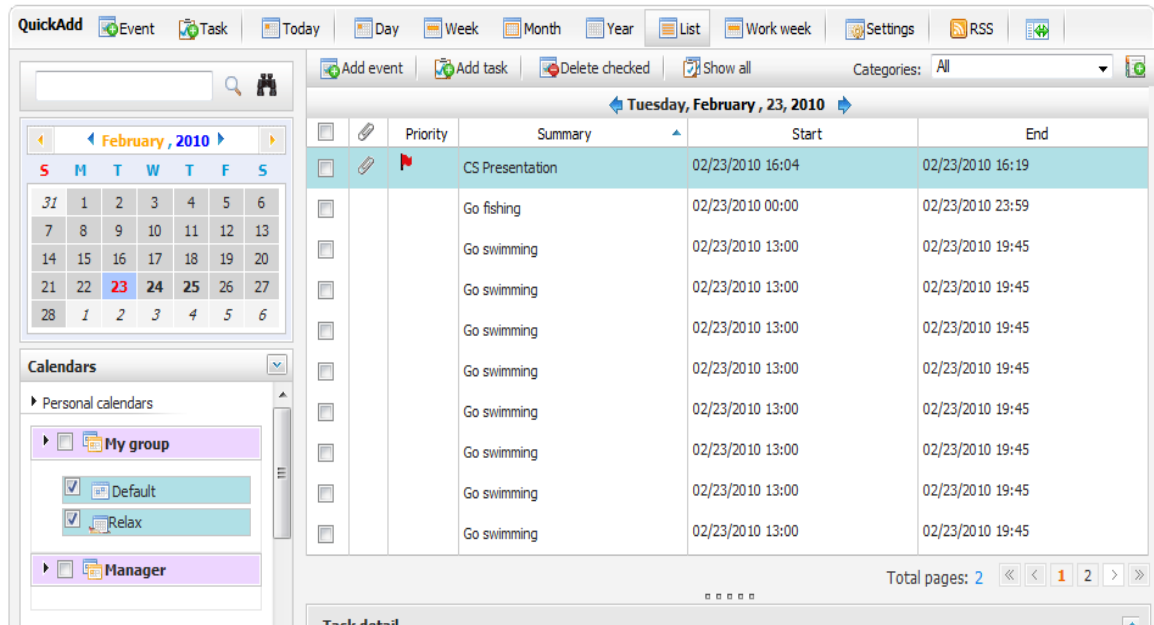 QuickAdd Event Task Today Day Week Month Year List Work week Settings RSS
Add event Add task Delete checked Show all Categories: All
Tuesday, February , 23, 2010
February , 2010
S M T W T F S
31 1 2 3 4 5 6
7 8 9 10 11 12 13
14 15 16 17 18 19 20
21 22 23 24 25 26 27
28 1 2 3 4 5 6
Calendars
Personal calendars
My group
Default
Relax
Manager
Priority Summary Start End
CS Presentation 02/23/2010 16:04 02/23/2010 16:19
Go fishing 02/23/2010 00:00 02/23/2010 23:59
Go swimming 02/23/2010 13:00 02/23/2010 19:45
Go swimming 02/23/2010 13:00 02/23/2010 19:45
Go swimming 02/23/2010 13:00 02/23/2010 19:45
Go swimming 02/23/2010 13:00 02/23/2010 19:45
Go swimming 02/23/2010 13:00 02/23/2010 19:45
Go swimming 02/23/2010 13:00 02/23/2010 19:45
Go swimming 02/23/2010 13:00 02/23/2010 19:45
Go swimming 02/23/2010 13:00 02/23/2010 19:45
Total pages: 2 « < 1 2 > »
Task detail